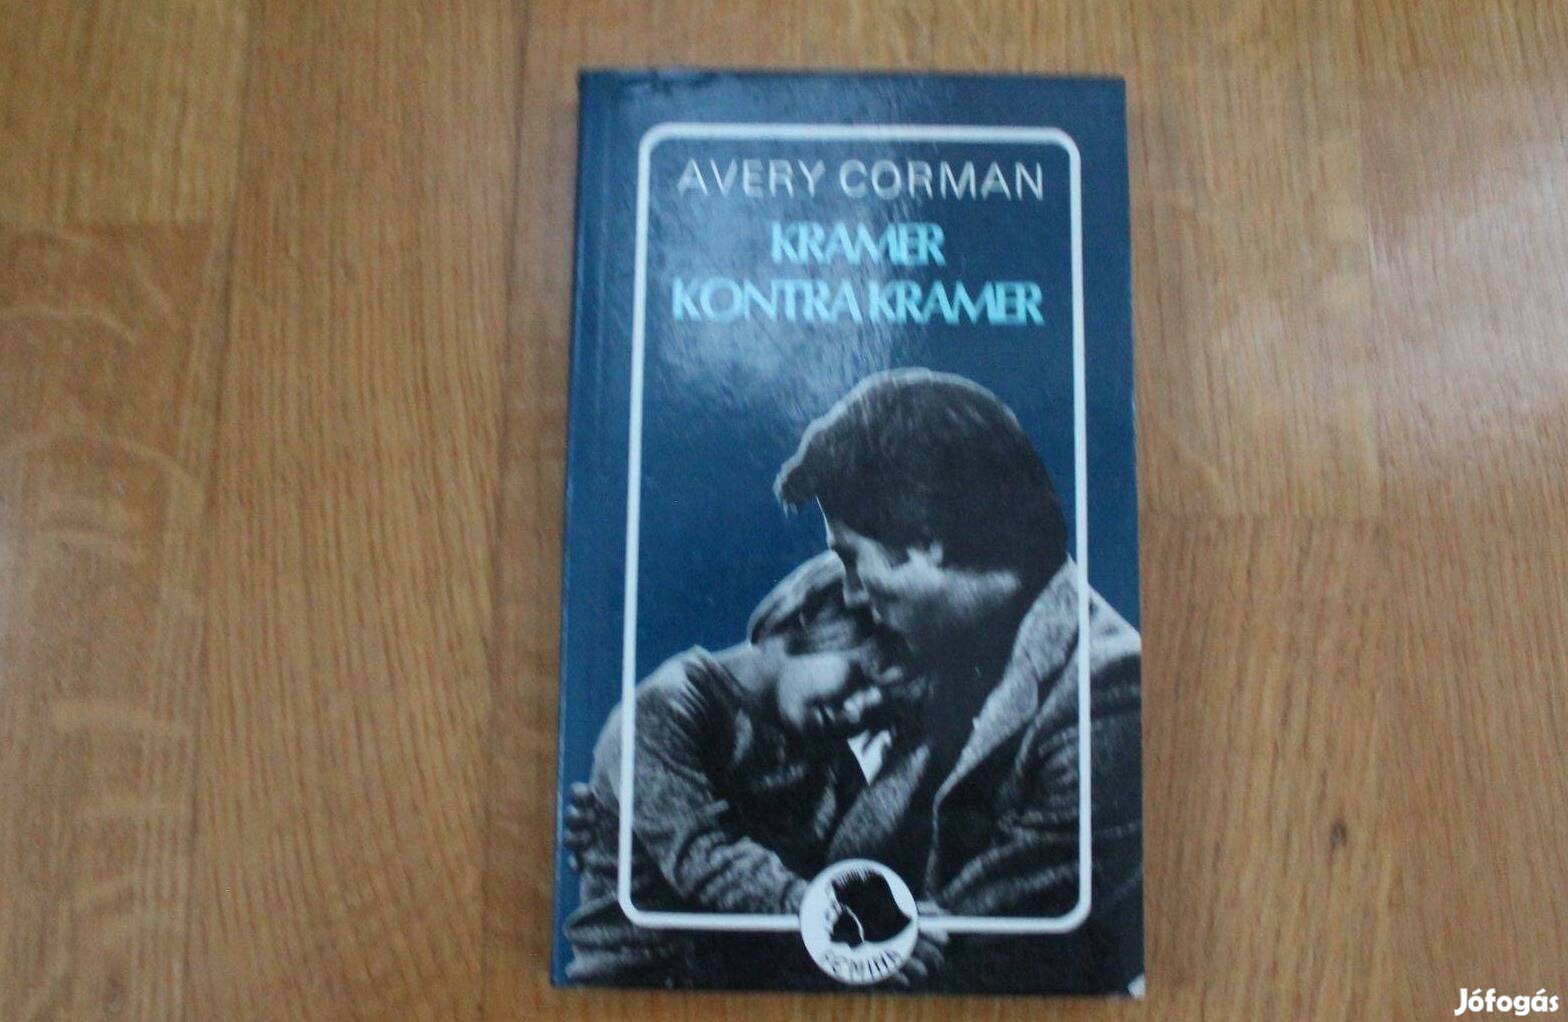 AVERY CORMAN
KRAMER
KONTRA KRAMER
Jófogás